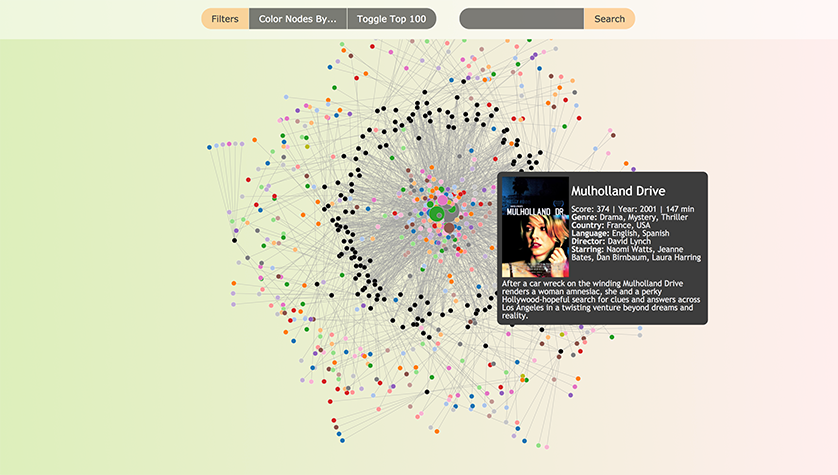 Filters
Color Nodes By...
Toggle Top 100
Search
MULHOLLAND DR
Mulholland Drive
Score: 374 | Year: 2001 | 147 min
Genre: Drama, Mystery, Thriller
Country: France, USA
Language: English, Spanish
Director: David Lynch
Starring: Naomi Watts, Jeanne
Bates, Dan Birnbaum, Laura Harring
After a car wreck on the winding Mulholland Drive
renders a woman amnesiac, she and a perky
Hollywood-hopeful search for clues and answers across
Los Angeles in a twisting venture beyond dreams and
reality.